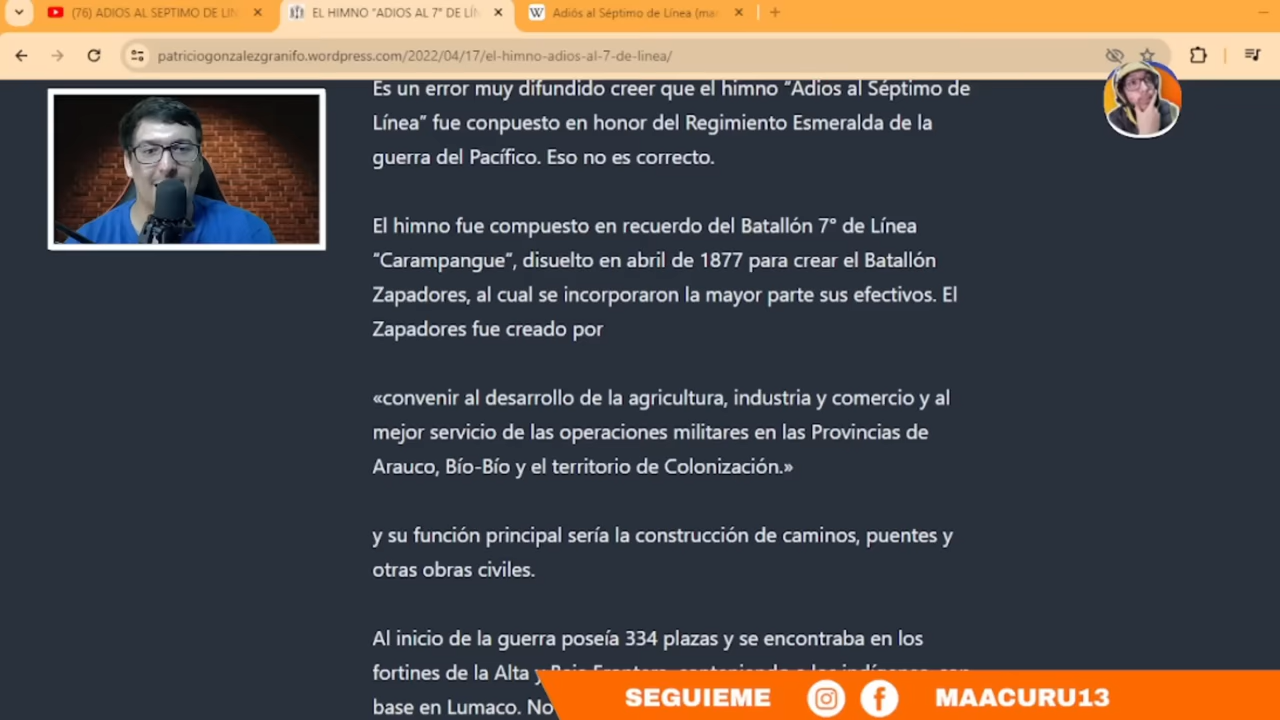 (76) ADIOS AL SEPTIMO DE LIN
EL HIMNO "ADIOS AL 7° DE LÍN
Adiós al Séptimo de Línea (ma
patriciogonzalezgranifo.wordpress.com/2022/04/17/el-himno-adios-al-7-de-linea/
Es un error muy difundido creer que el himno “Adios al Séptimo de
Línea” fue conpuesto en honor del Regimiento Esmeralda de la
guerra del Pacífico. Eso no es correcto.
El himno fue compuesto en recuerdo del Batallón 7° de Línea
“Carampangue”, disuelto en abril de 1877 para crear el Batallón
Zapadores, al cual se incorporaron la mayor parte sus efectivos. El
Zapadores fue creado por
«convenir al desarrollo de la agricultura, industria y comercio y al
mejor servicio de las operaciones militares en las Provincias de
Arauco, Bío-Bío y el territorio de Colonización.»
y su función principal sería la construcción de caminos, puentes y
otras obras civiles.
Al inicio de la guerra poseía 334 plazas y se encontraba en los
fortines de la Alta y
base en Lumaco. No
SEGUIEME MAACURU13